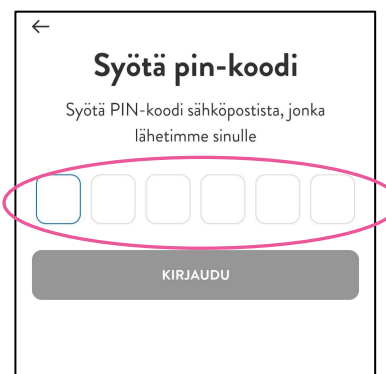 Syötä pin-koodi
Syötä PIN-koodi sähköpostista, jonka
lähetimme sinulle
KIRJAUDU